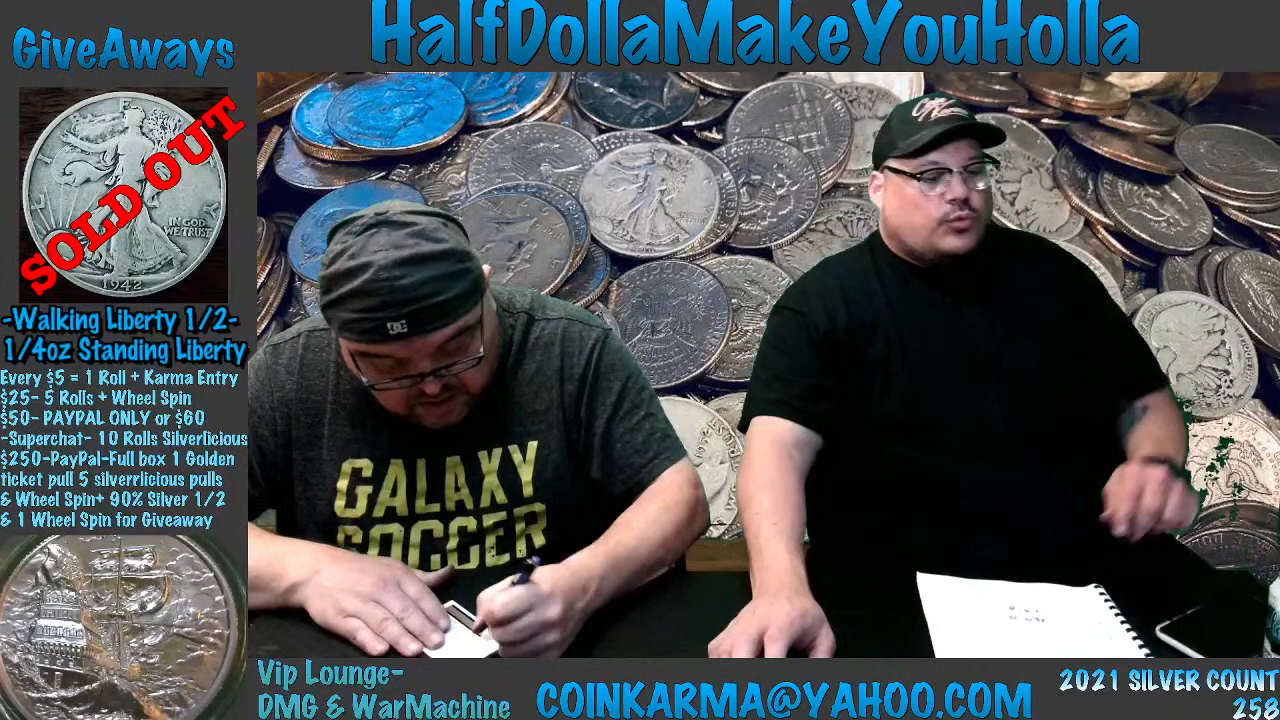 HalfDollaMakeYouHolla
GiveAways
SOLD OUT
IN GOD
WE TRUST
1942
-Walking Liberty 1/2-
1/4oz Standing Liberty
Every $5 = 1 Roll + Karma Entry
$25- 5 Rolls + Wheel Spin
$50- PAYPAL ONLY or $60
-Superchat- 10 Rolls Silverlicious
$250-PayPal-Full box 1 Golden
ticket pull 5 silverrlicious pulls
& Wheel Spin+ 90% Silver 1/2
& 1 Wheel Spin for Giveaway
GALAXY
SOCCER
DC
Vip Lounge-
DMG & WarMachine
COINKARMA@YAHOO.COM
2021 SILVER COUNT
258